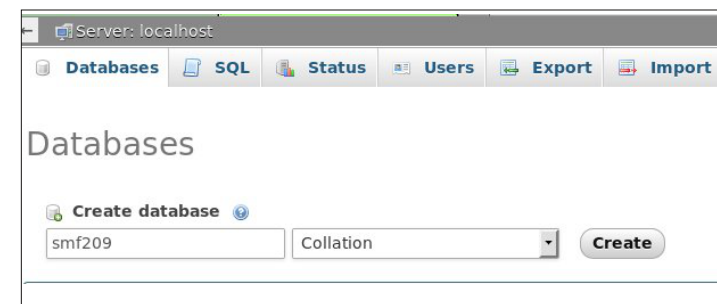 Server: localhost
Databases SQL Status Users Export Import
Databases
Create database
smf209 Collation Create